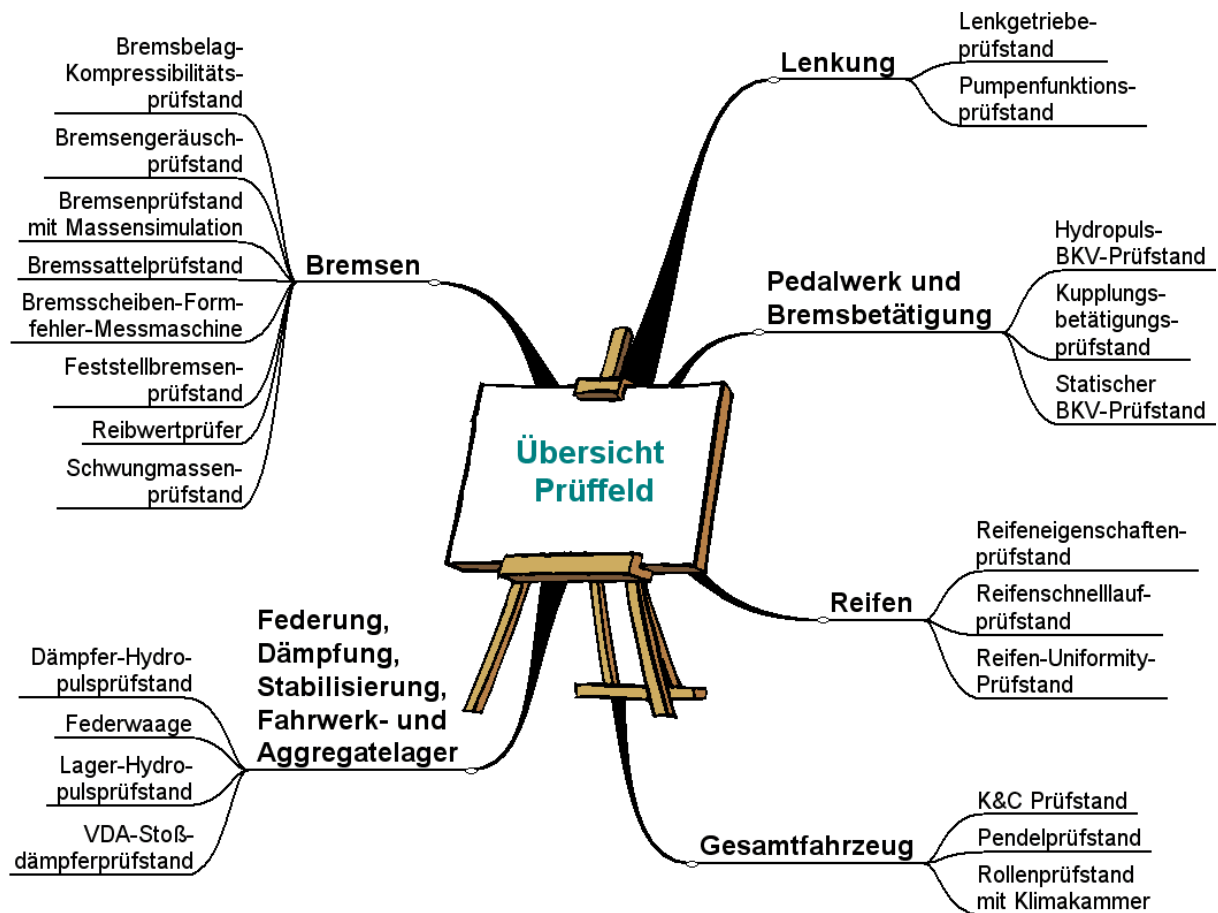 Übersicht
Prüffeld
Bremsen
Bremsbelag-
Kompressibilitäts-
prüfstand
Bremsengeräusch-
prüfstand
Bremsenprüfstand
mit Massensimulation
Bremssattelprüfstand
Bremsscheiben-Form-
fehler-Messmaschine
Feststellbremsen-
prüfstand
Reibwertprüfer
Schwungmassen-
prüfstand
Federung,
Dämpfung,
Stabilisierung,
Fahrwerk- und
Aggregatelager
Dämpfer-Hydro-
pulsprüfstand
Federwaage
Lager-Hydro-
pulsprüfstand
VDA-Stoß-
dämpferprüfstand
Lenkung
Lenkgetriebe-
prüfstand
Pumpenfunktions-
prüfstand
Pedalwerk und
Bremsbetätigung
Hydropuls-
BKV-Prüfstand
Kupplungs-
betätigungs-
prüfstand
Statischer
BKV-Prüfstand
Reifen
Reifeneigenschaften-
prüfstand
Reifenschnelllauf-
prüfstand
Reifen-Uniformity-
Prüfstand
Gesamtfahrzeug
K&C Prüfstand
Pendelprüfstand
Rollenprüfstand
mit Klimakammer